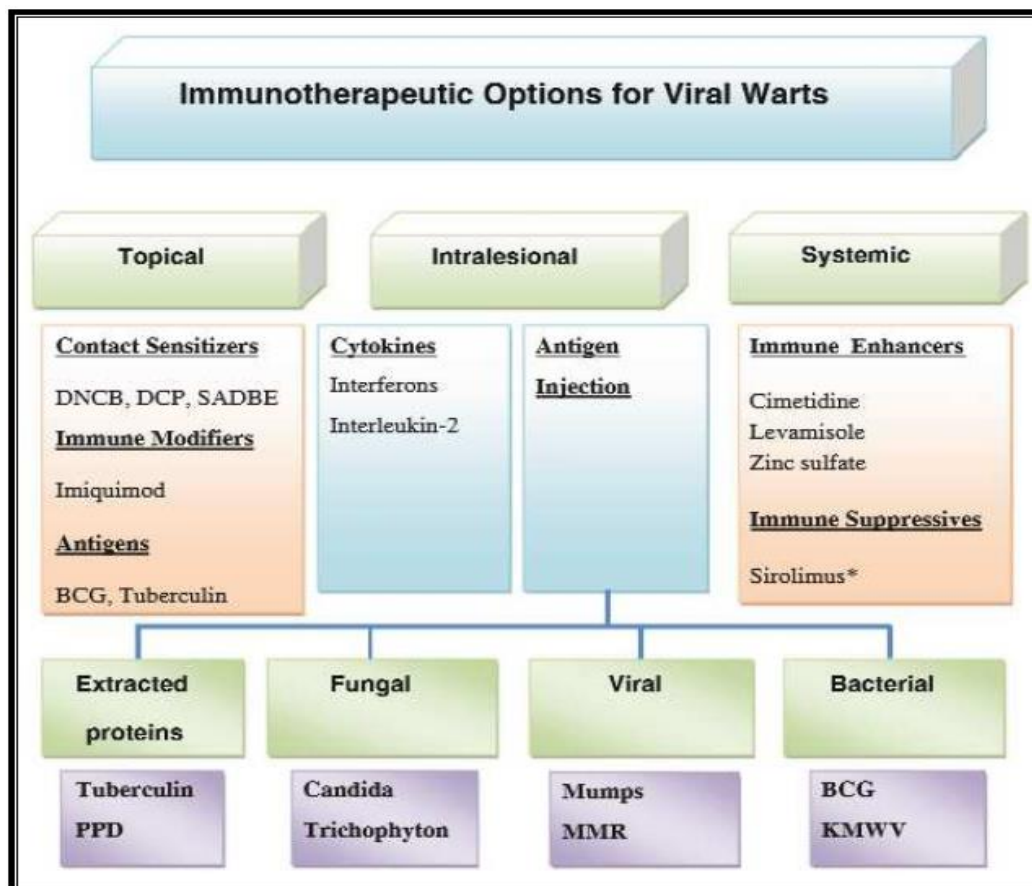 Immunotherapeutic Options for Viral Warts
Topical
Intralesional
Systemic
Contact Sensitizers
DNCB, DCP, SADBE
Immune Modifiers
Imiquimod
Antigens
BCG, Tuberculin
Cytokines
Interferons
Interleukin-2
Antigen
Injection
Immune Enhancers
Cimetidine
Levamisole
Zinc sulfate
Immune Suppressives
Sirolimus*
Extracted
proteins
Fungal
Viral
Bacterial
Tuberculin
PPD
Candida
Trichophyton
Mumps
MMR
BCG
KMWV